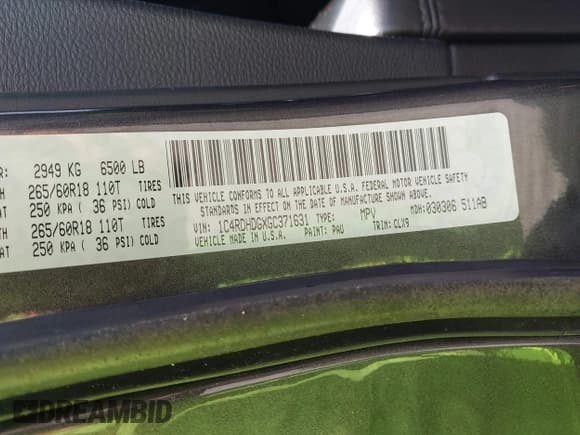 R: 2949 KG 6500 LB
H 265/60R18 110T TIRES
AT 250 KPA ( 36 PSI) COLD
H 265/60R18 110T TIRES
AT 250 KPA ( 36 PSI) COLD
THIS VEHICLE CONFORMS TO ALL APPLICABLE U.S.A. FEDERAL MOTOR VEHICLE SAFETY
STANDARDS IN EFFECT ON THE DATE OF MANUFACTURE SHOWN ABOVE.
VIN: 1C4RDHDGXGC371631 TYPE: MPV MDH: 030306 511AB
VEHICLE MADE IN U.S.A. PAINT: PAU TRIM: CLX9
DREAMBID